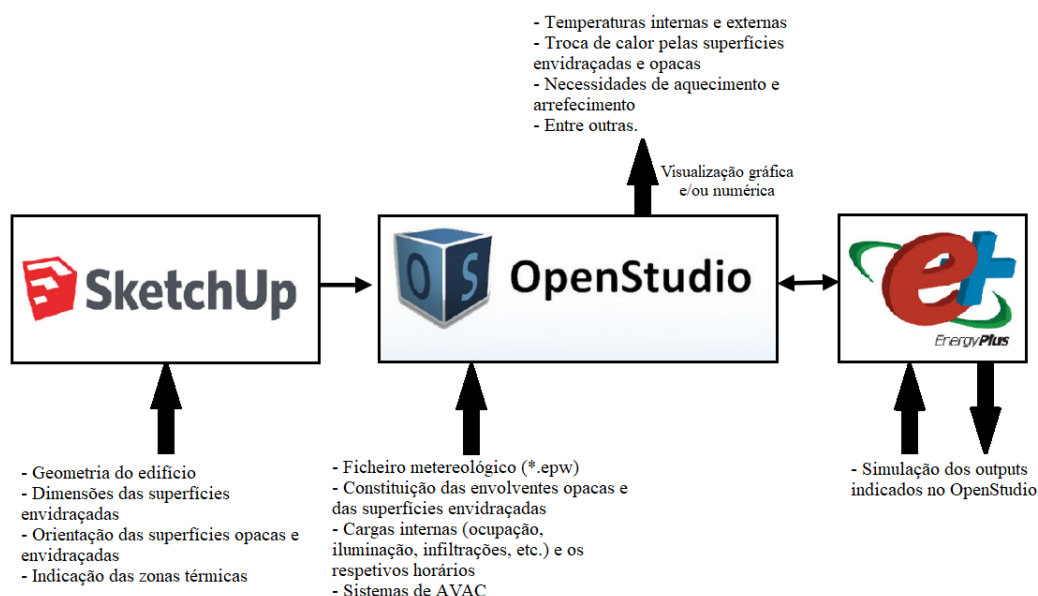 - Temperaturas internas e externas
- Troca de calor pelas superfícies
envidraçadas e opacas
- Necessidades de aquecimento e
arrefecimento
- Entre outras.
Visualização gráfica
e/ou numérica
SketchUp
OS OpenStudio
e+
EnergyPlus
- Geometria do edifício
- Dimensões das superfícies
envidraçadas
- Orientação das superfícies opacas e
envidraçadas
- Indicação das zonas térmicas
- Ficheiro metereológico (*.epw)
- Constituição das envolventes opacas e
das superfícies envidraçadas
- Cargas internas (ocupação,
iluminação, infiltrações, etc.) e os
respetivos horários
- Sistemas de AVAC
- Simulação dos outputs
indicados no OpenStudio